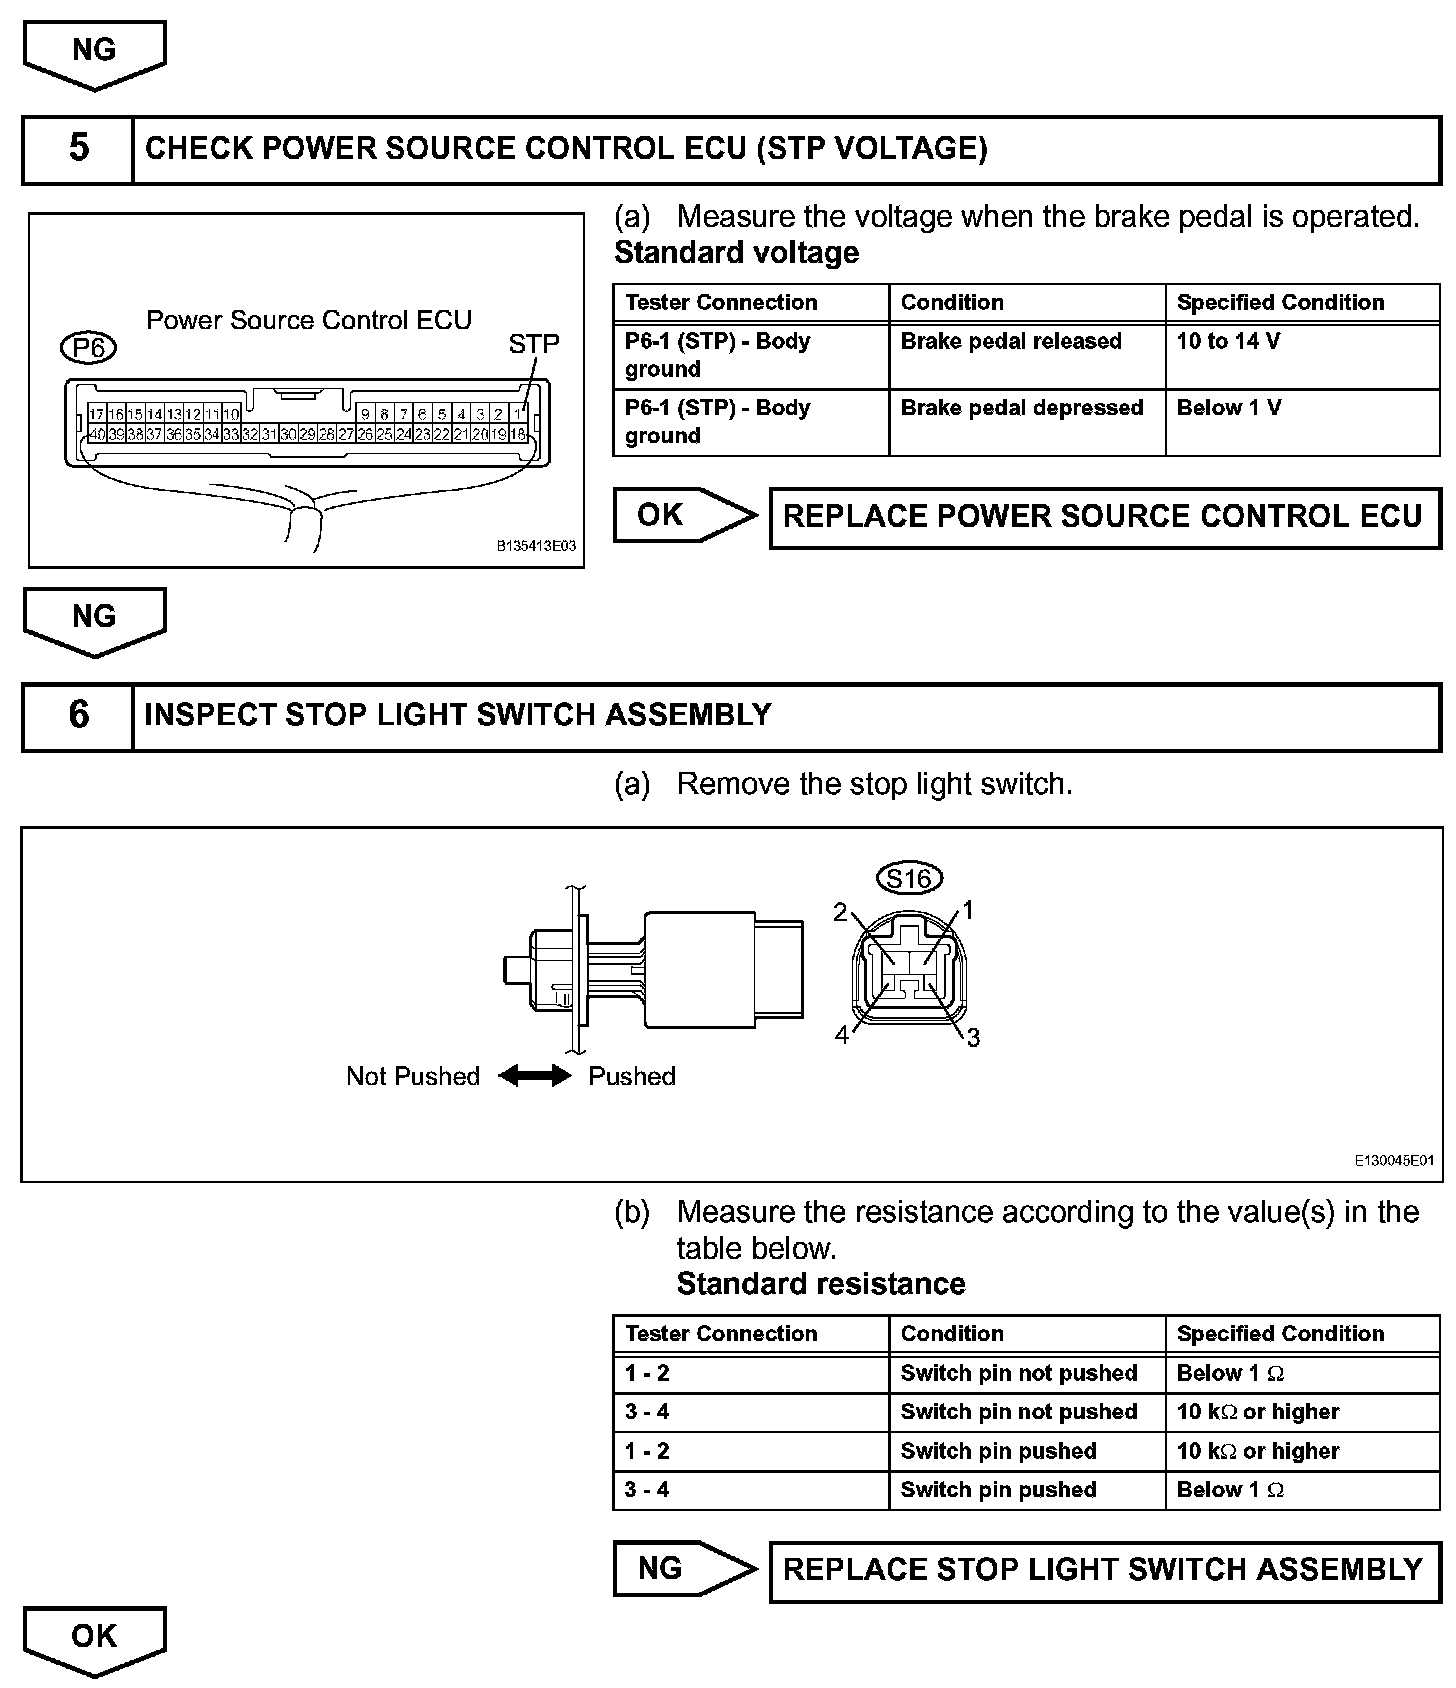 NG
5 CHECK POWER SOURCE CONTROL ECU (STP VOLTAGE)
Power Source Control ECU
P6
STP
17 16 15 14 13 12 11 10 9 8 7 6 5 4 3 2 1
40 39 38 37 36 35 34 33 32 31 30 29 28 27 26 25 24 23 22 21 20 19 18
B135413E03
(a) Measure the voltage when the brake pedal is operated.
Standard voltage
Tester Connection Condition Specified Condition
P6-1 (STP) - Body Brake pedal released 10 to 14 V
ground
P6-1 (STP) - Body Brake pedal depressed Below 1 V
ground
OK REPLACE POWER SOURCE CONTROL ECU
NG
6 INSPECT STOP LIGHT SWITCH ASSEMBLY
(a) Remove the stop light switch.
S16
2 1
4 3
Not Pushed Pushed
E130045E01
(b) Measure the resistance according to the value(s) in the
table below.
Standard resistance
Tester Connection Condition Specified Condition
1 - 2 Switch pin not pushed Below 1 Ω
3 - 4 Switch pin not pushed 10 kΩ or higher
1 - 2 Switch pin pushed 10 kΩ or higher
3 - 4 Switch pin pushed Below 1 Ω
NG REPLACE STOP LIGHT SWITCH ASSEMBLY
OK